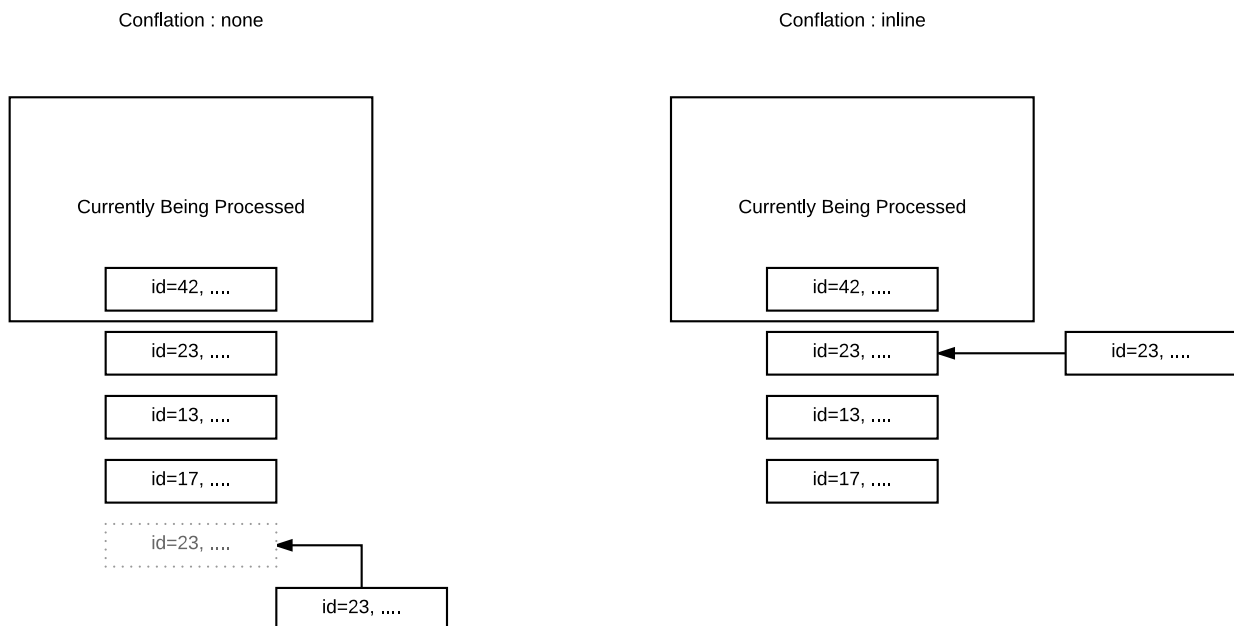 Conflation : none
Currently Being Processed
id=42, ....
id=23, ....
id=13, ....
id=17, ....
id=23, ....
id=23, ....
Conflation : inline
Currently Being Processed
id=42, ....
id=23, ....
id=23, ....
id=13, ....
id=17, ....